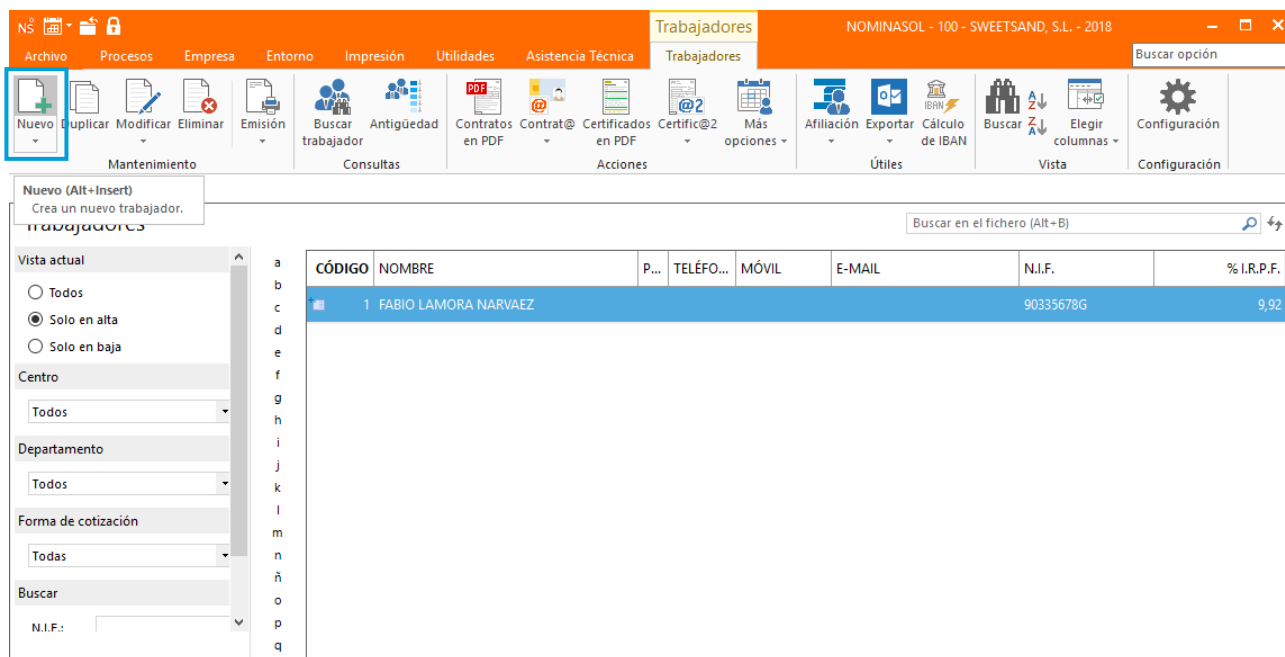 NS
Trabajadores
NOMINASOL - 100 - SWEETSAND, S.L. - 2018
Archivo Procesos Empresa Entorno Impresión Utilidades Asistencia Técnica Trabajadores
Buscar opción
Nuevo Duplicar Modificar Eliminar Emisión Buscar trabajador Antigüedad PDF Contratos en PDF @ Contrat@ Certificados en PDF @2 Certific@2 Más opciones Afiliación Exportar IBAN Cálculo de IBAN Buscar Elegir columnas Configuración
A Z
Z A
Mantenimiento Consultas Acciones Útiles Vista Configuración
Nuevo (Alt+Insert)
Crea un nuevo trabajador.
Trabajadores
Buscar en el fichero (Alt+B)
Vista actual
Todos
Solo en alta
Solo en baja
Centro
Todos
Departamento
Todos
Forma de cotización
Todas
Buscar
N.I.F.:
a
b
c
d
e
f
g
h
i
j
k
l
m
n
ñ
o
p
q
CÓDIGO NOMBRE P... TELÉFO... MÓVIL E-MAIL N.I.F. % I.R.P.F.
1 FABIO LAMORA NARVAEZ 90335678G 9,92